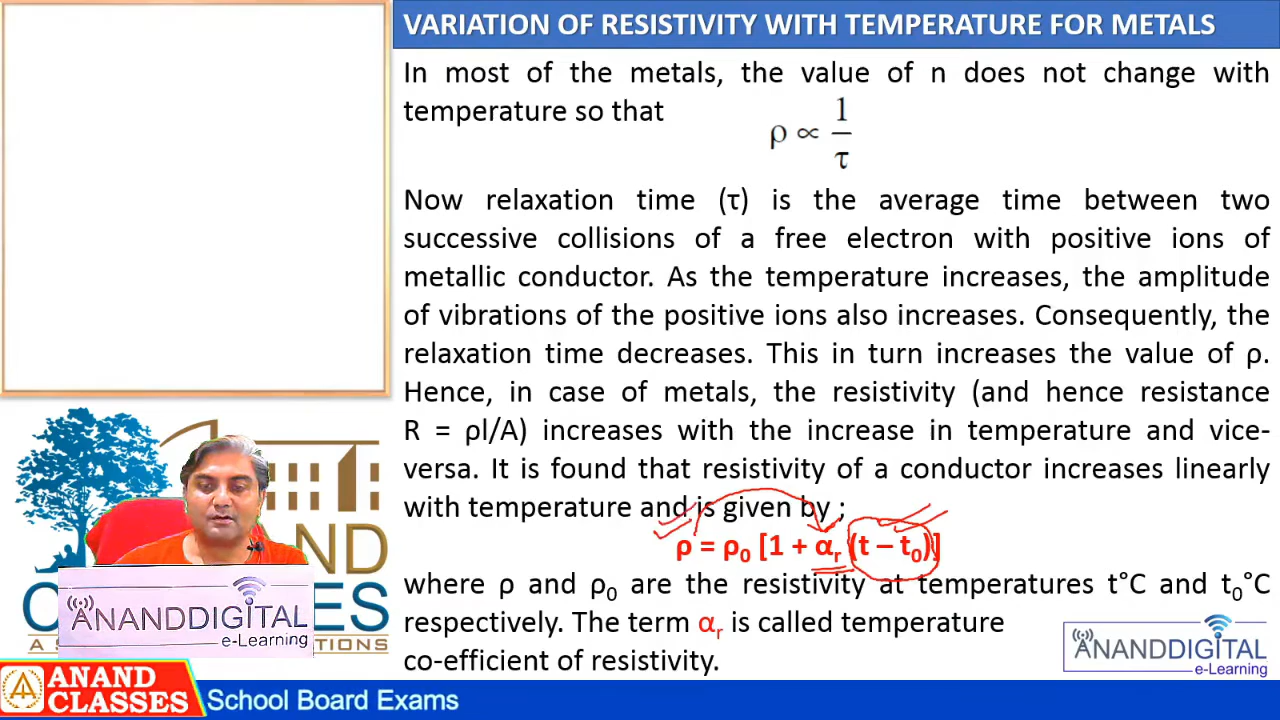 VARIATION OF RESISTIVITY WITH TEMPERATURE FOR METALS
In most of the metals, the value of n does not change with
temperature so that
ρ ∝ 1/τ
Now relaxation time (τ) is the average time between two
successive collisions of a free electron with positive ions of
metallic conductor. As the temperature increases, the amplitude
of vibrations of the positive ions also increases. Consequently, the
relaxation time decreases. This in turn increases the value of ρ.
Hence, in case of metals, the resistivity (and hence resistance
R = ρl/A) increases with the increase in temperature and vice-
versa. It is found that resistivity of a conductor increases linearly
with temperature and is given by ;
ρ = ρ₀ [1 + αᵣ (t – t₀)]
where ρ and ρ₀ are the resistivity at temperatures t°C and t₀°C
respectively. The term αᵣ is called temperature
co-efficient of resistivity.
ANANDDIGITAL
e-Learning
ANANDDIGITAL
e-Learning
ANAND
CLASSES
School Board Exams